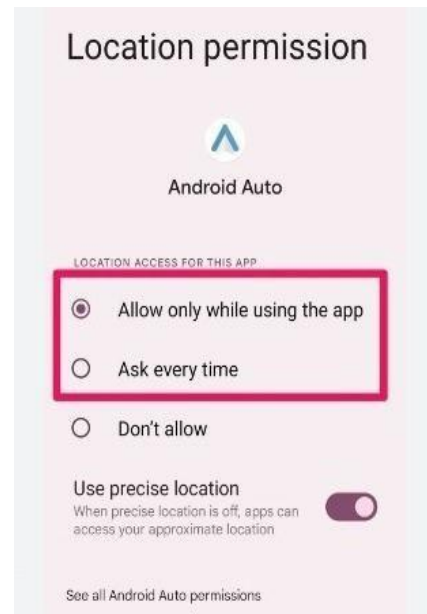 Location permission
Android Auto
LOCATION ACCESS FOR THIS APP
Allow only while using the app
Ask every time
Don't allow
Use precise location
When precise location is off, apps can
access your approximate location
See all Android Auto permissions